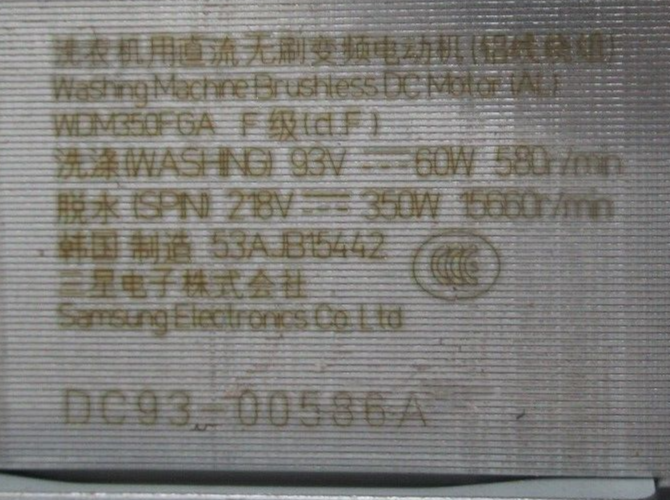 洗衣机用直流无刷变频电动机(铝线绕组)
Washing Machine Brushless DC Motor (AL)
WDM350FGA F级(cl.F)
洗涤(WASHING) 93V ⎓ 60W 580r/min
脱水(SPIN) 218V ⎓ 350W 15660r/min
韩国 制造 53AJB15442
三星电子株式会社
Samsung Electronics Co. Ltd
DC93-00586A